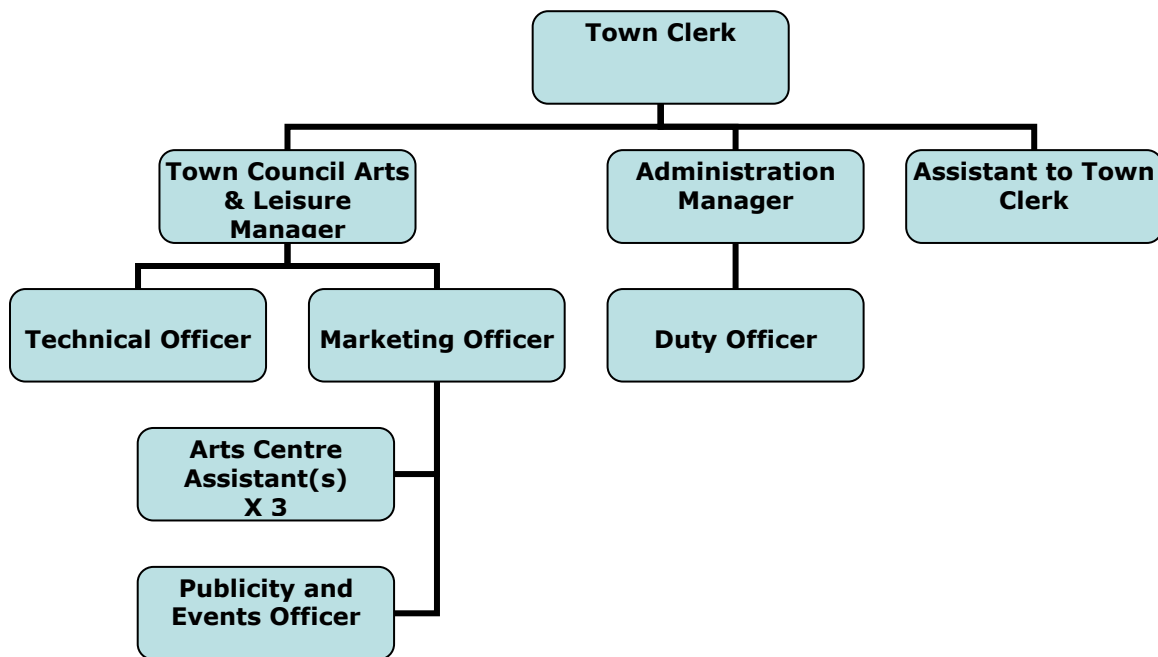 Town Clerk
Town Council Arts
& Leisure
Manager
Administration
Manager
Assistant to Town
Clerk
Technical Officer
Marketing Officer
Duty Officer
Arts Centre
Assistant(s)
X 3
Publicity and
Events Officer